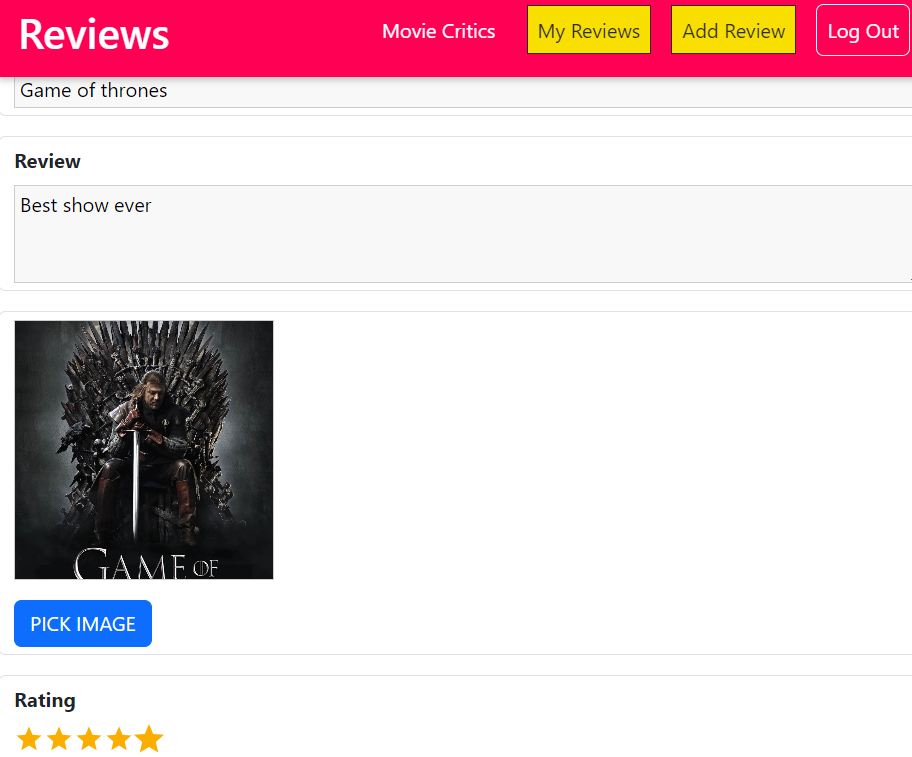 Reviews
Movie Critics
My Reviews
Add Review
Log Out
Game of thrones
Review
Best show ever
GAME OF
PICK IMAGE
Rating